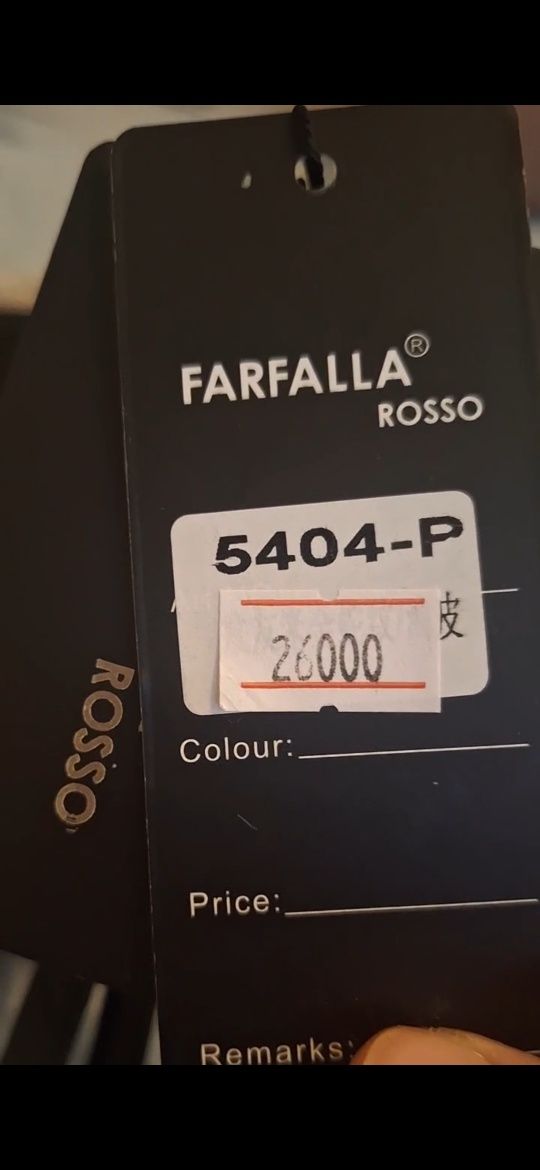 FARFALLA®
ROSSO
5404-P
皮
26000
Colour:
Price:
Remarks:
ROSSO